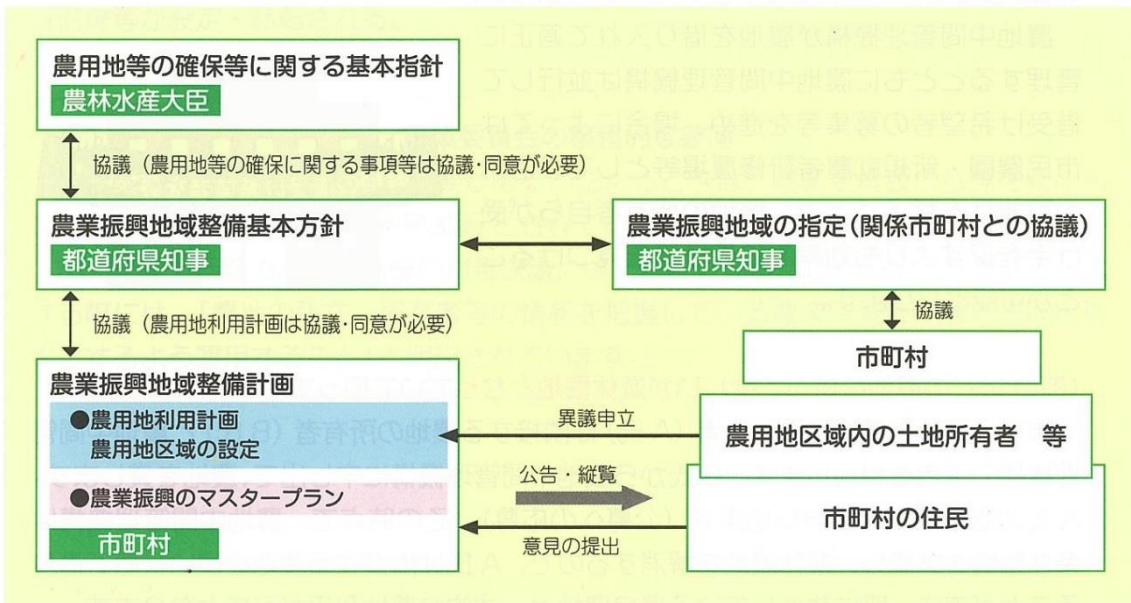 農用地等の確保等に関する基本指針
農林水産大臣
協議（農用地等の確保に関する事項等は協議・同意が必要）
農業振興地域整備基本方針
都道府県知事
農業振興地域の指定（関係市町村との協議）
都道府県知事
協議（農用地利用計画は協議・同意が必要）
協議
市町村
農業振興地域整備計画
●農用地利用計画
農用地区域の設定
●農業振興のマスタープラン
市町村
異議申立
農用地区域内の土地所有者　等
公告・縦覧
市町村の住民
意見の提出